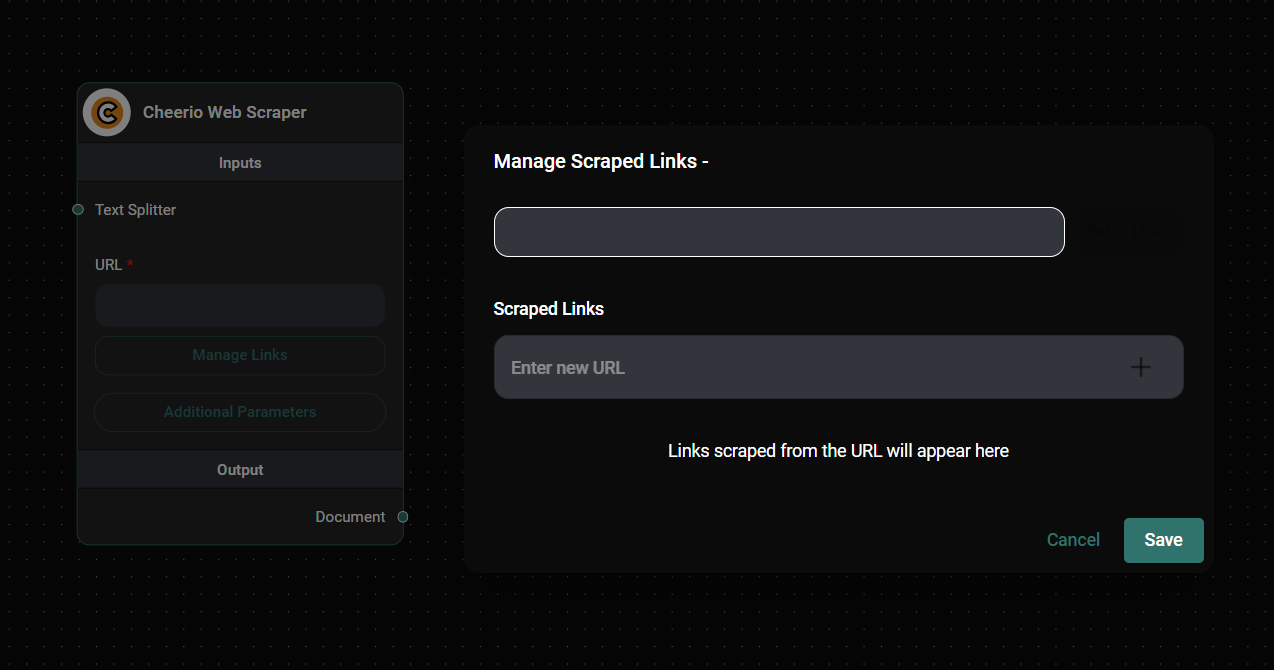 Cheerio Web Scraper
Inputs
Text Splitter
URL *
Manage Links
Additional Parameters
Output
Document
Manage Scraped Links -
Scraped Links
Enter new URL
Links scraped from the URL will appear here
Cancel
Save